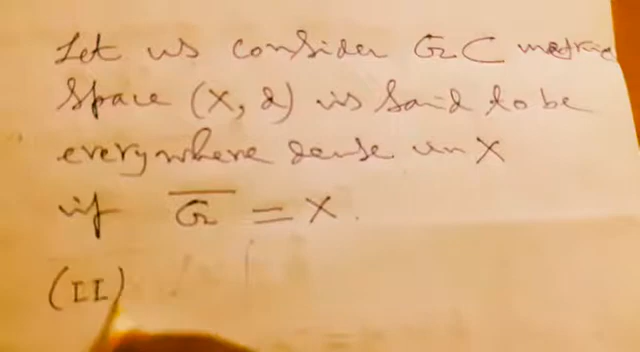 Let us consider G ⊂ metric
space (X, d) is said to be
everywhere dense in X
if G̅ = X.
(II)